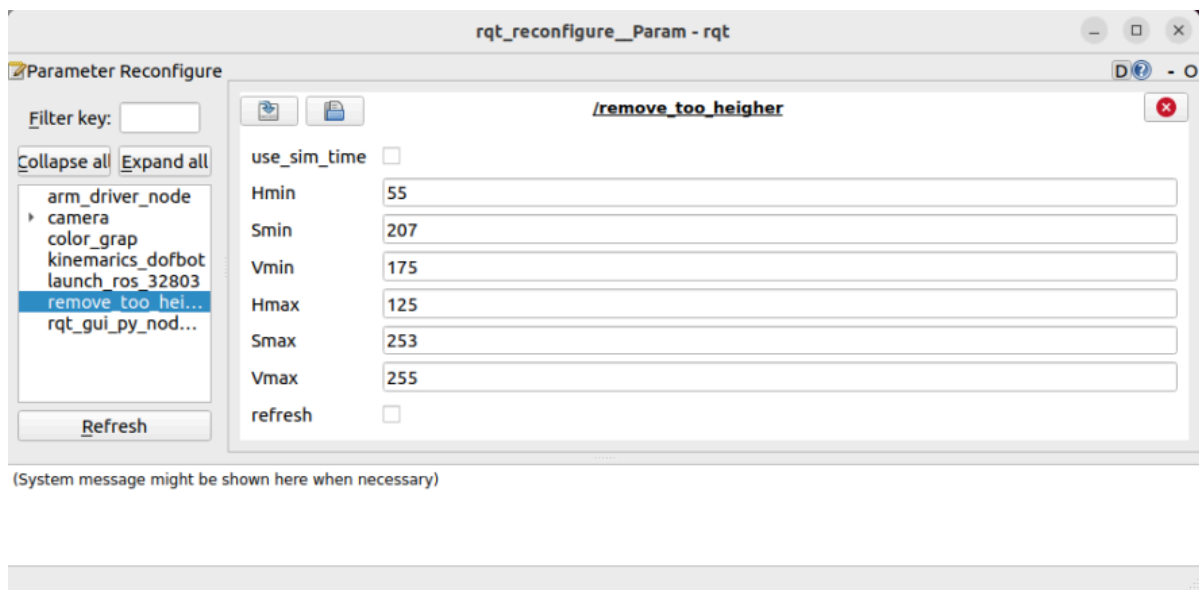 rqt_reconfigure__Param - rqt
Parameter Reconfigure
D
- O
Filter key:
Collapse all Expand all
arm_driver_node
camera
color_grap
kinemarics_dofbot
launch_ros_32803
remove_too_hei...
rqt_gui_py_nod...
Refresh
/remove_too_heigher
use_sim_time
Hmin 55
Smin 207
Vmin 175
Hmax 125
Smax 253
Vmax 255
refresh
(System message might be shown here when necessary)